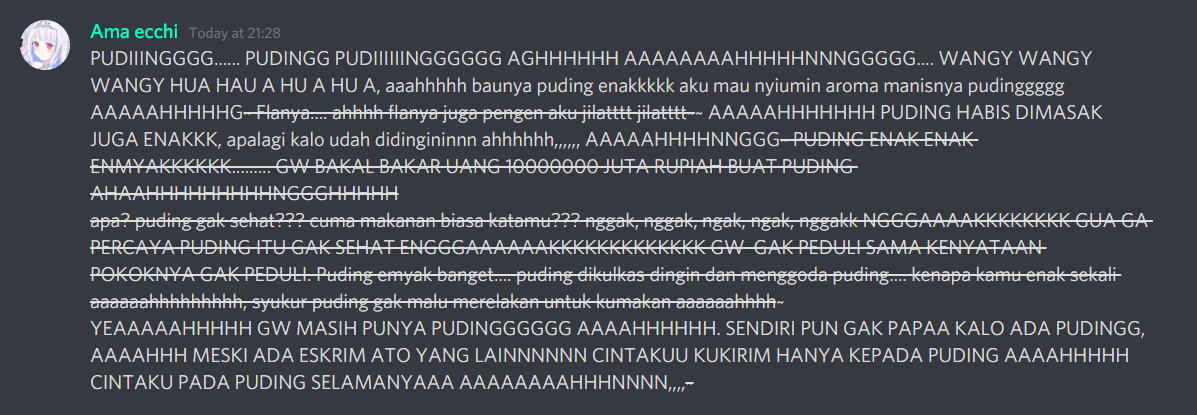 Ama ecchi Today at 21:28
PUDIIINGGGG...... PUDINGG PUDIIIIIINGGGGGG AGHHHHHH AAAAAAAAHHHHHNNNGGGGG.... WANGY WANGY
WANGY HUA HAU A HU A HU A, aaahhhhh baunya puding enakkkkk aku mau nyiumin aroma manisnya pudinggggg
AAAAAHHHHHG~ Flanya.... ahhhh flanya juga pengen aku jilatttt jilatttt~~ AAAAAHHHHHHHH PUDING HABIS DIMASAK
JUGA ENAKKK, apalagi kalo udah didingininnn ahhhhhh,,,,,, AAAAAHHHHNNGGG~ PUDING ENAK ENAK
ENMYAKKKKKK......... GW BAKAL BAKAR UANG 10000000 JUTA RUPIAH BUAT PUDING
AHAAHHHHHHHHHHNGGGHHHHHH
apa? puding gak sehat??? cuma makanan biasa katamu??? nggak, nggak, ngak, ngak, nggakk NGGGAAAAKKKKKKKK GUA GA
PERCAYA PUDING ITU GAK SEHAT ENGGGAAAAAAKKKKKKKKKKKKK GW GAK PEDULI SAMA KENYATAAN
POKOKNYA GAK PEDULI. Puding emyak banget.... puding dikulkas dingin dan menggoda puding.... kenapa kamu enak sekali
aaaaaahhhhhhhhh, syukur puding gak malu merelakan untuk kumakan aaaaaahhhh~
YEAAAAAHHHHH GW MASIH PUNYA PUDINGGGGGG AAAAHHHHHH. SENDIRI PUN GAK PAPAA KALO ADA PUDINGG,
AAAAHHH MESKI ADA ESKRIM ATO YANG LAINNNNNN CINTAKUU KUKIRIM HANYA KEPADA PUDING AAAAHHHHH
CINTAKU PADA PUDING SELAMANYAAA AAAAAAAAHHHNNNN,,,,~